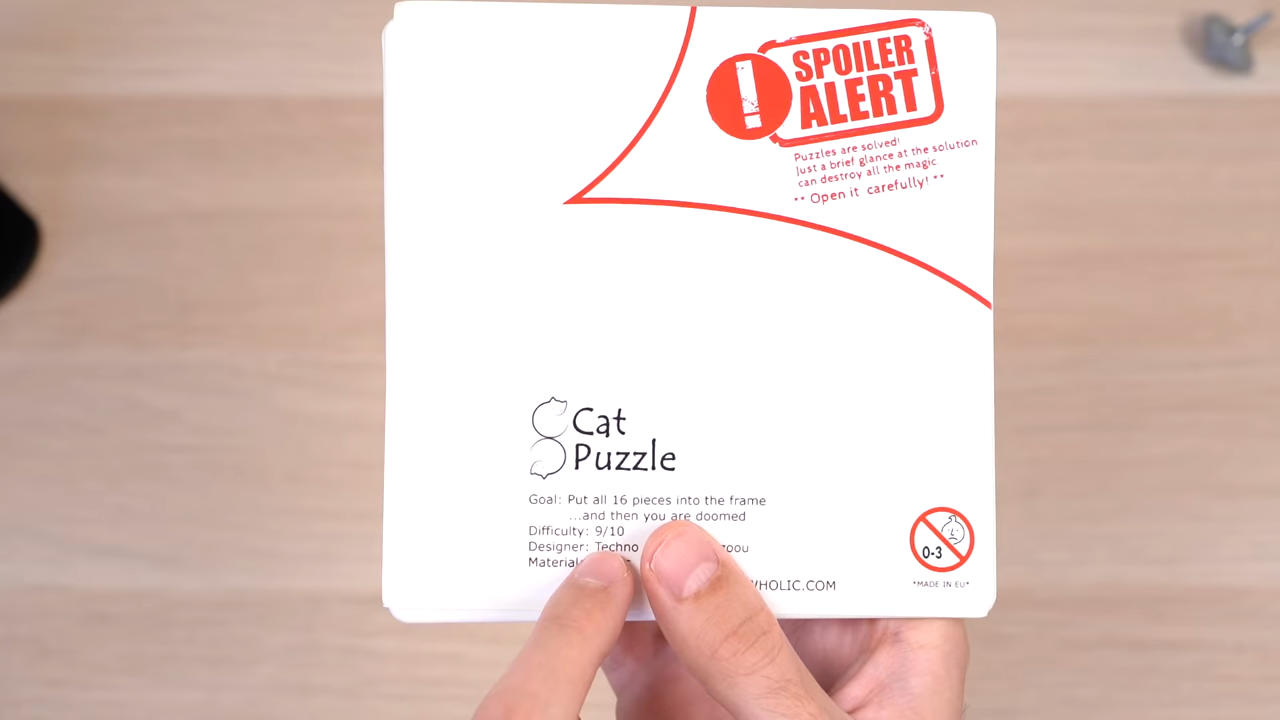 SPOILER
ALERT
Puzzles are solved!
Just a brief glance at the solution
can destroy all the magic.
** Open it carefully! **
Cat
Puzzle
Goal: Put all 16 pieces into the frame
...and then you are doomed
Difficulty: 9/10
Designer: Techno
Material
HOLIC.COM
0-3
*MADE IN EU*